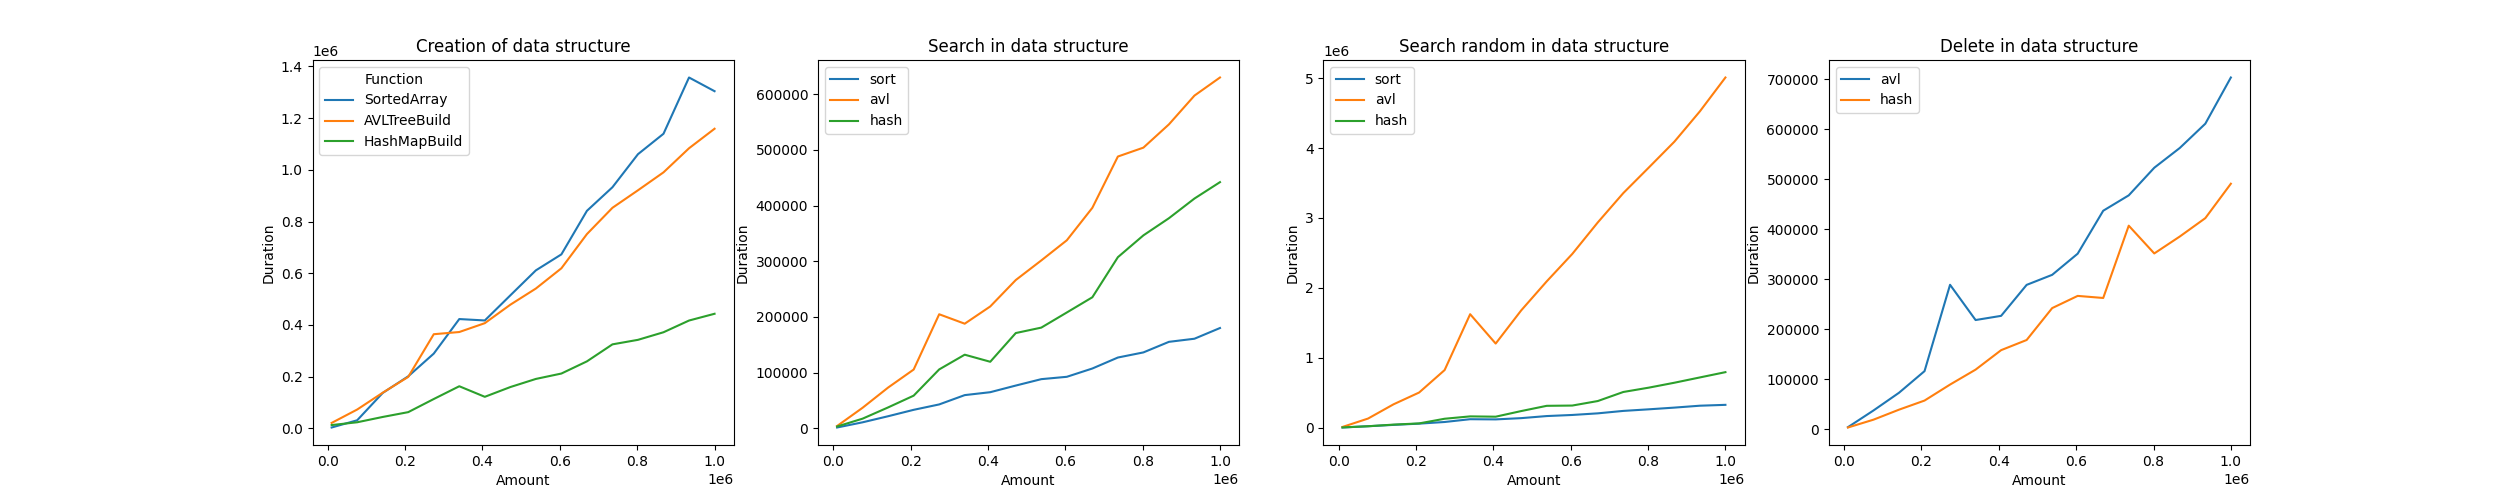 Creation of data structure
1e6
1.4
1.2
1.0
0.8
0.6
0.4
0.2
0.0
Duration
Function
SortedArray
AVLTreeBuild
HashMapBuild
0.0 0.2 0.4 0.6 0.8 1.0
Amount
1e6
Search in data structure
600000
500000
400000
300000
200000
100000
0
Duration
sort
avl
hash
0.0 0.2 0.4 0.6 0.8 1.0
Amount
1e6
Search random in data structure
1e6
5
4
3
2
1
0
Duration
sort
avl
hash
0.0 0.2 0.4 0.6 0.8 1.0
Amount
1e6
Delete in data structure
700000
600000
500000
400000
300000
200000
100000
0
Duration
avl
hash
0.0 0.2 0.4 0.6 0.8 1.0
Amount
1e6